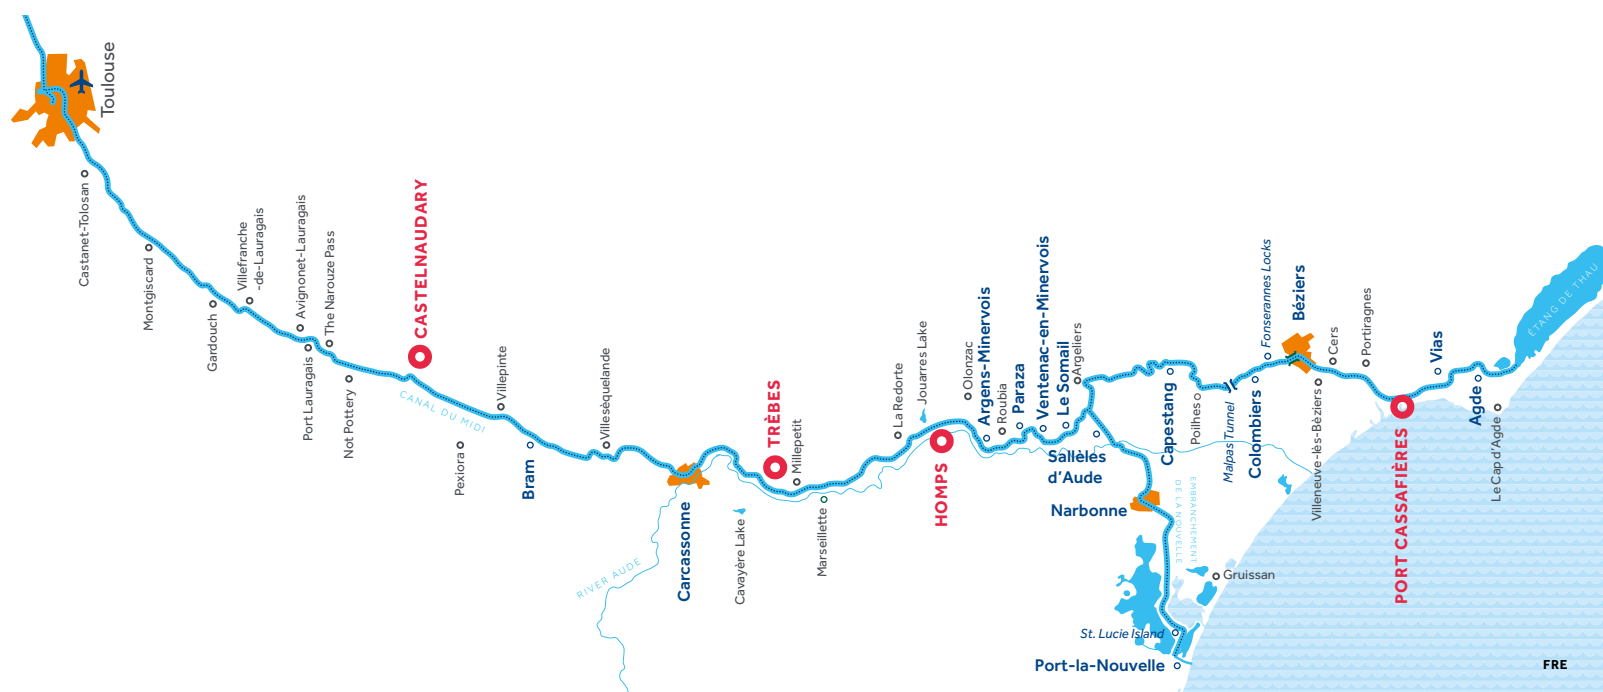 Toulouse
Castanet-Tolosan
Montgiscard
Gardouch
Villefranche
-de-Lauragais
Avignonet-Lauragais
Port Lauragais
The Narouze Pass
Not Pottery
CASTELNAUDARY
CANAL DU MIDI
Pexiora
Villepinte
Bram
Villesèquelande
RIVER AUDE
Carcassonne
Cavayère Lake
TRÈBES
Millepetit
Marseillette
La Redorte
Jouarres Lake
HOMPS
Olonzac
Argens-Minervois
Roubia
Paraza
Ventenac-en-Minervois
Le Somail
Argeliers
Sallèles
d'Aude
Narbonne
EMBRANCHEMENT
DE LA NOUVELLE
Gruissan
St. Lucie Island
Port-la-Nouvelle
Capestang
Poilhes
Malpas Tunnel
Colombiers
Fonserannes Locks
Béziers
Villeneuve-lès-Bèziers
Cers
Portiragnes
PORT CASSAFIÈRES
Vias
Agde
Le Cap d'Agde
ÉTANG DE THAU
FRE